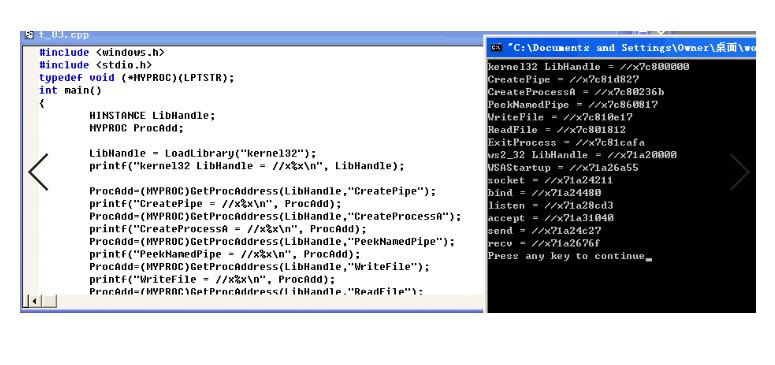 t_03.cpp
#include <windows.h>
#include <stdio.h>
typedef void (*MYPROC)(LPTSTR);
int main()
{
HINSTANCE LibHandle;
MYPROC ProcAdd;
LibHandle = LoadLibrary("kernel32");
printf("kernel32 LibHandle = //x%x\n", LibHandle);
ProcAdd=(MYPROC)GetProcAddress(LibHandle,"CreatePipe");
printf("CreatePipe = //x%x\n", ProcAdd);
ProcAdd=(MYPROC)GetProcAddress(LibHandle,"CreateProcessA");
printf("CreateProcessA = //x%x\n", ProcAdd);
ProcAdd=(MYPROC)GetProcAddress(LibHandle,"PeekNamedPipe");
printf("PeekNamedPipe = //x%x\n", ProcAdd);
ProcAdd=(MYPROC)GetProcAddress(LibHandle,"WriteFile");
printf("WriteFile = //x%x\n", ProcAdd);
ProcAdd=(MYPROC)GetProcAddress(LibHandle,"ReadFile");
"C:\Documents and Settings\Owner\桌面\wo
kernel32 LibHandle = //x7c800000
CreatePipe = //x7c81d827
CreateProcessA = //x7c80236b
PeekNamedPipe = //x7c860817
WriteFile = //x7c810e17
ReadFile = //x7c801812
ExitProcess = //x7c81cafa
ws2_32 LibHandle = //x71a20000
WSAStartup = //x71a26a55
socket = //x71a24211
bind = //x71a24480
listen = //x71a28cd3
accept = //x71a31040
send = //x71a24c27
recv = //x71a2676f
Press any key to continue_